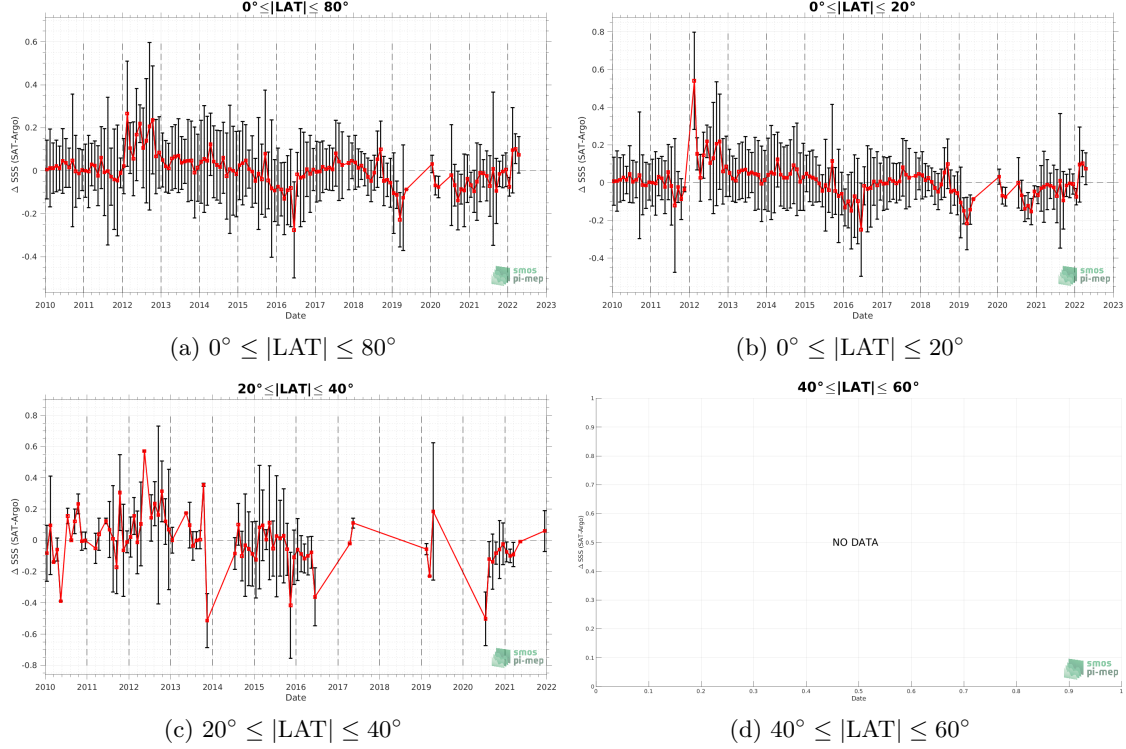 0°≤|LAT|≤ 80°
Δ SSS (SAT-Argo)
0.6
0.4
0.2
0
-0.2
-0.4
2010 2011 2012 2013 2014 2015 2016 2017 2018 2019 2020 2021 2022 2023
Date
smos
pi-mep
(a) 0° ≤ |LAT| ≤ 80°
0°≤|LAT|≤ 20°
Δ SSS (SAT-Argo)
0.8
0.6
0.4
0.2
0
-0.2
-0.4
2010 2011 2012 2013 2014 2015 2016 2017 2018 2019 2020 2021 2022 2023
Date
smos
pi-mep
(b) 0° ≤ |LAT| ≤ 20°
20°≤|LAT|≤ 40°
Δ SSS (SAT-Argo)
0.8
0.6
0.4
0.2
0
-0.2
-0.4
-0.6
-0.8
2010 2011 2012 2013 2014 2015 2016 2017 2018 2019 2020 2021 2022
Date
smos
pi-mep
(c) 20° ≤ |LAT| ≤ 40°
40°≤|LAT|≤ 60°
Δ SSS (SAT-Argo)
1
0.9
0.8
0.7
0.6
0.5
0.4
0.3
0.2
0.1
0
NO DATA
0 0.1 0.2 0.3 0.4 0.5 0.6 0.7 0.8 0.9 1
Date
smos
pi-mep
(d) 40° ≤ |LAT| ≤ 60°